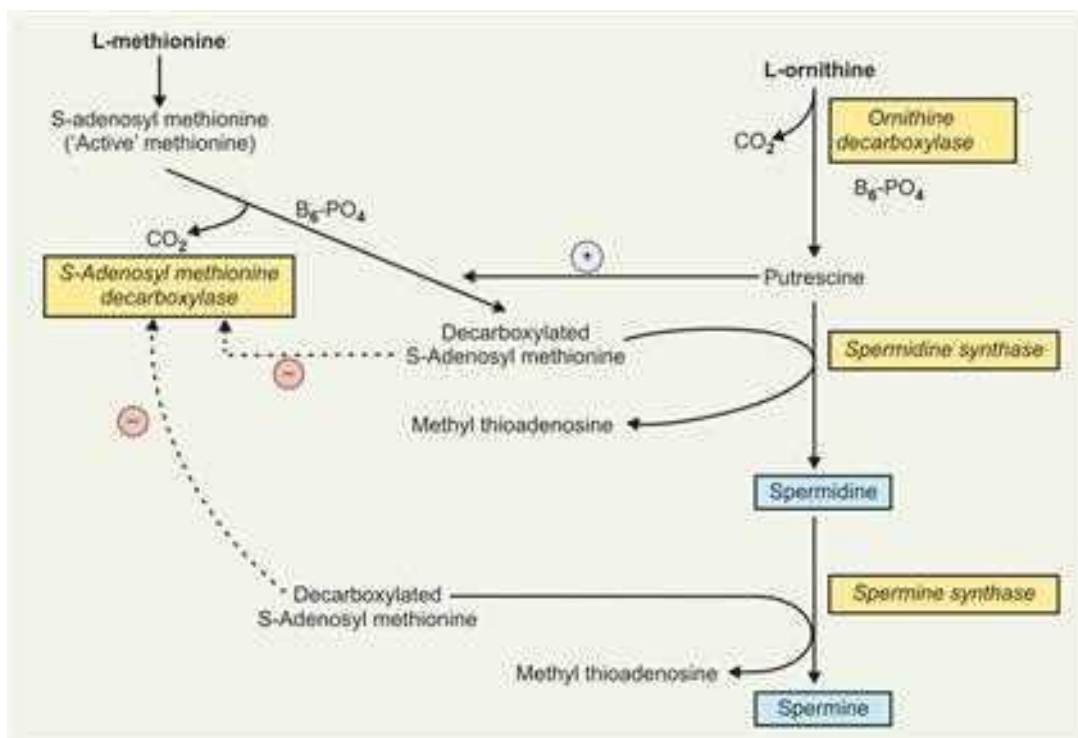 L-methionine
S-adenosyl methionine
('Active' methionine)
L-ornithine
CO₂
Ornithine
decarboxylase
B₆-PO₄
B₆-PO₄
CO₂
S-Adenosyl methionine
decarboxylase
+
Putrescine
Decarboxylated
S-Adenosyl methionine
Spermidine synthase
−
Methyl thioadenosine
−
Spermidine
Decarboxylated
S-Adenosyl methionine
Spermine synthase
Methyl thioadenosine
Spermine